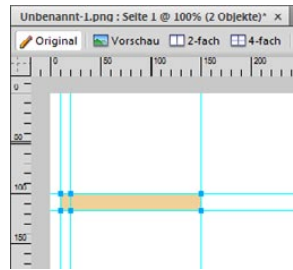 Unbenannt-1.png : Seite 1 @ 100% (2 Objekte)* ×
Original Vorschau 2-fach 4-fach
0 50 100 150 200
0
50
100
150